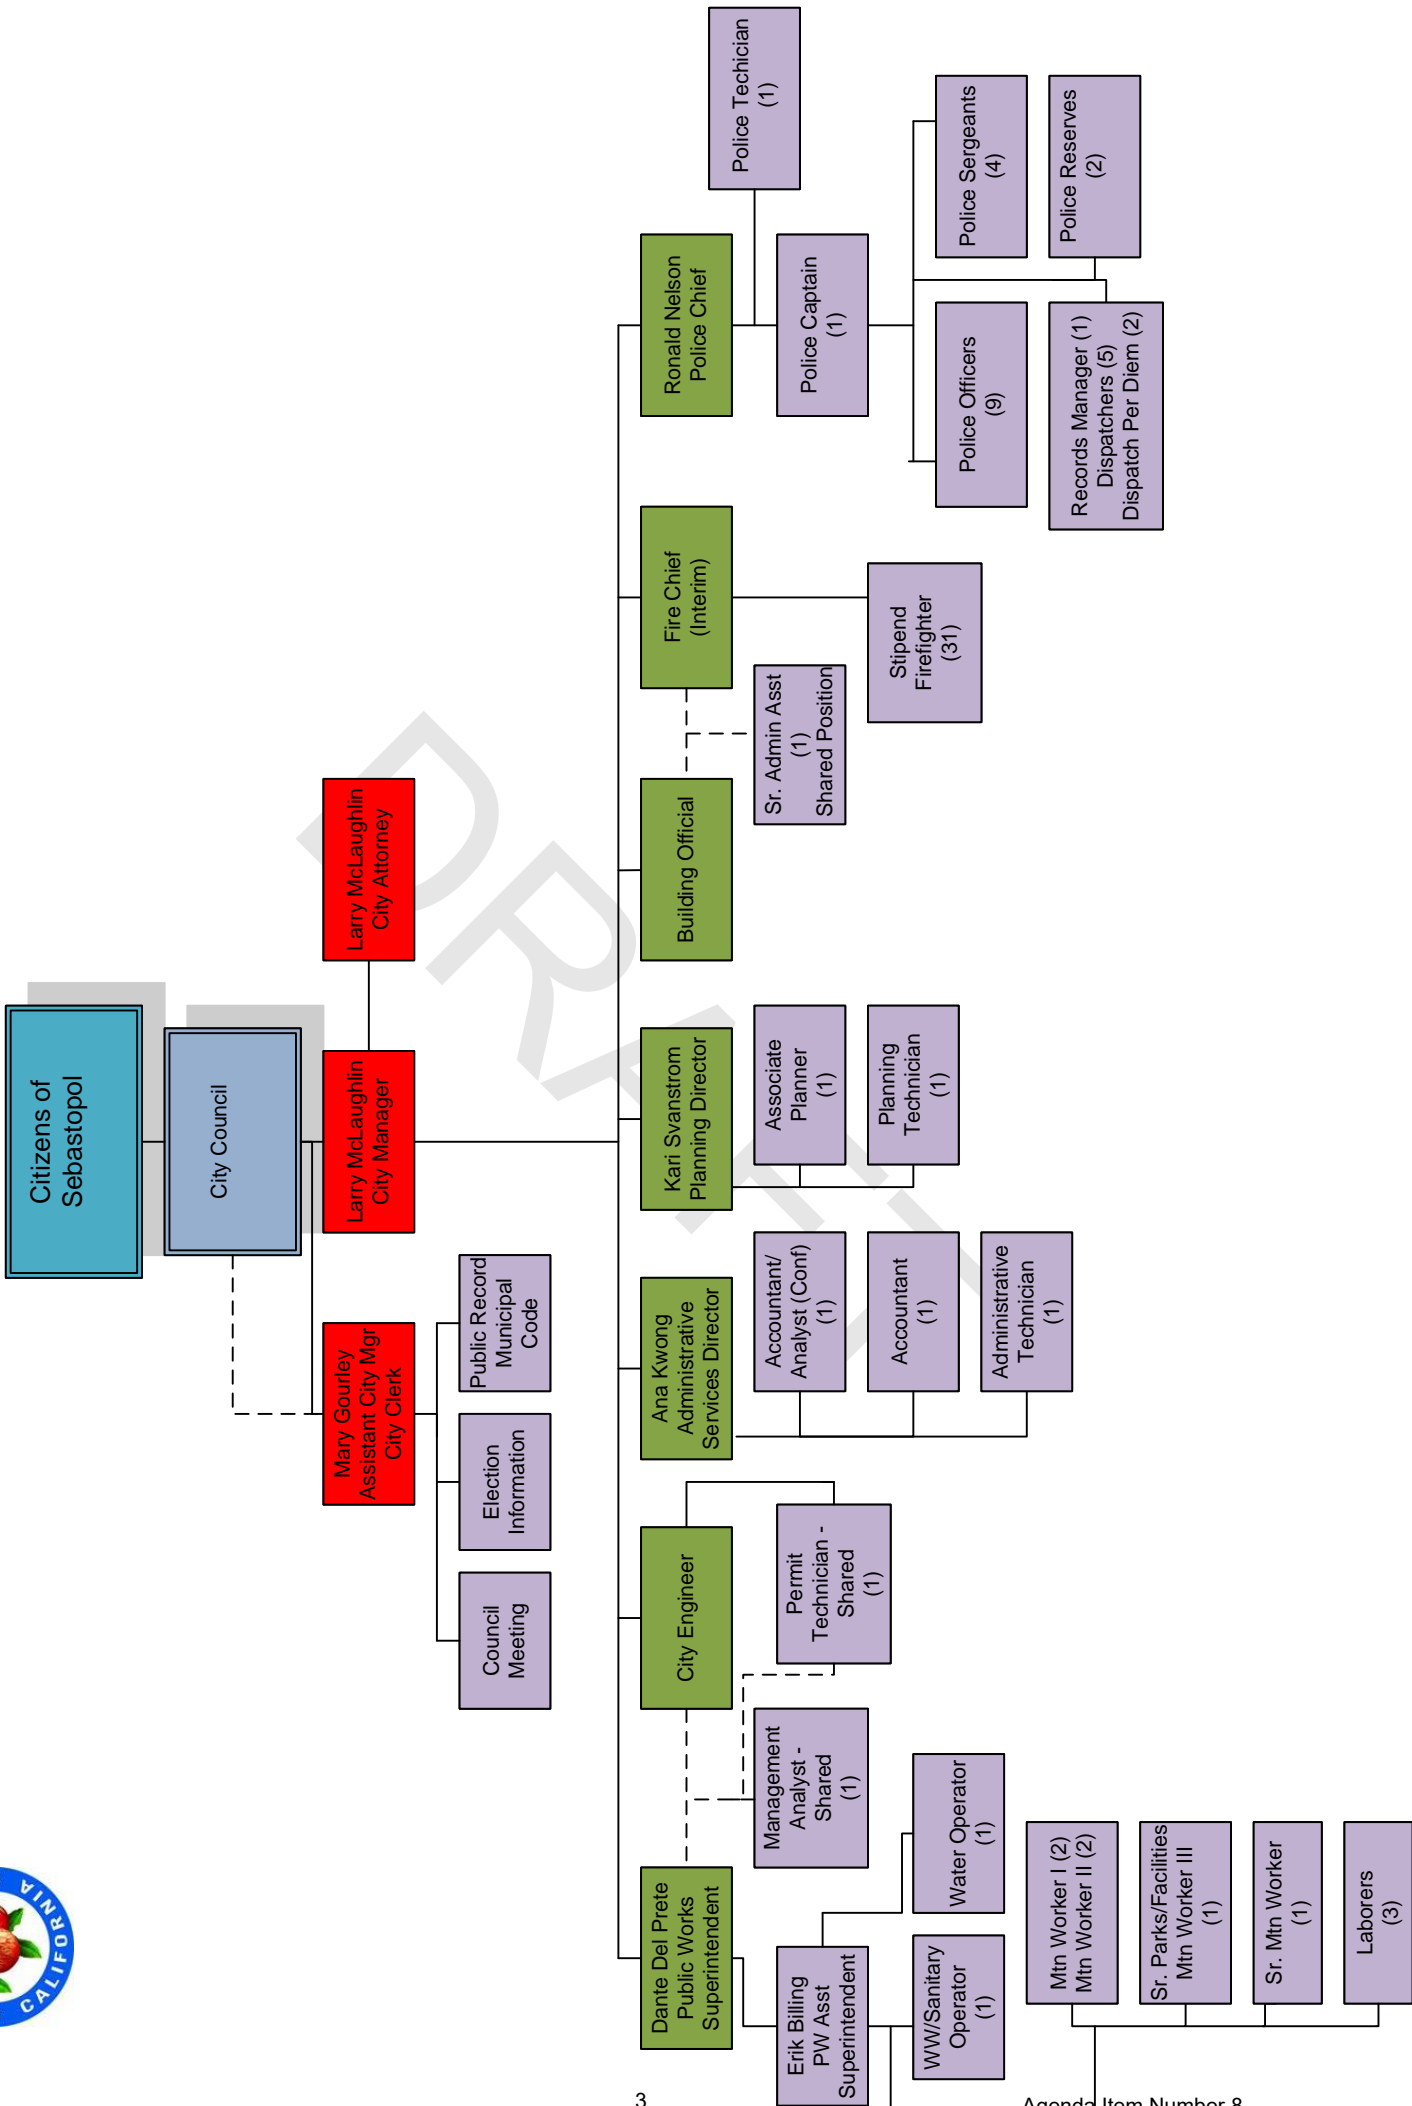 Citizens of
Sebastopol
City Council
Mary Gourley
Assistant City Mgr
City Clerk
Larry McLaughlin
City Manager
Larry McLaughlin
City Attorney
Council
Meeting
Election
Information
Public Record
Municipal
Code
Dante Del Prete
Public Works
Superintendent
City Engineer
Ana Kwong
Administrative
Services Director
Kari Svanstrom
Planning Director
Building Official
Fire Chief
(Interim)
Ronald Nelson
Police Chief
Police Techician
(1)
Erik Billing
PW Asst
Superintendent
Management
Analyst -
Shared
(1)
Permit
Technician -
Shared
(1)
Accountant/
Analyst (Conf)
(1)
Accountant
(1)
Administrative
Technician
(1)
Associate
Planner
(1)
Planning
Technician
(1)
Sr. Admin Asst
(1)
Shared Position
Stipend
Firefighter
(31)
Police Captain
(1)
Police Officers
(9)
Police Sergeants
(4)
Records Manager (1)
Dispatchers (5)
Dispatch Per Diem (2)
Police Reserves
(2)
WW/Sanitary
Operator
(1)
Water Operator
(1)
Mtn Worker I (2)
Mtn Worker II (2)
Sr. Parks/Facilities
Mtn Worker III
(1)
Sr. Mtn Worker
(1)
Laborers
(3)
DRAFT
CALIFORNIA
3
Agenda Item Number 8